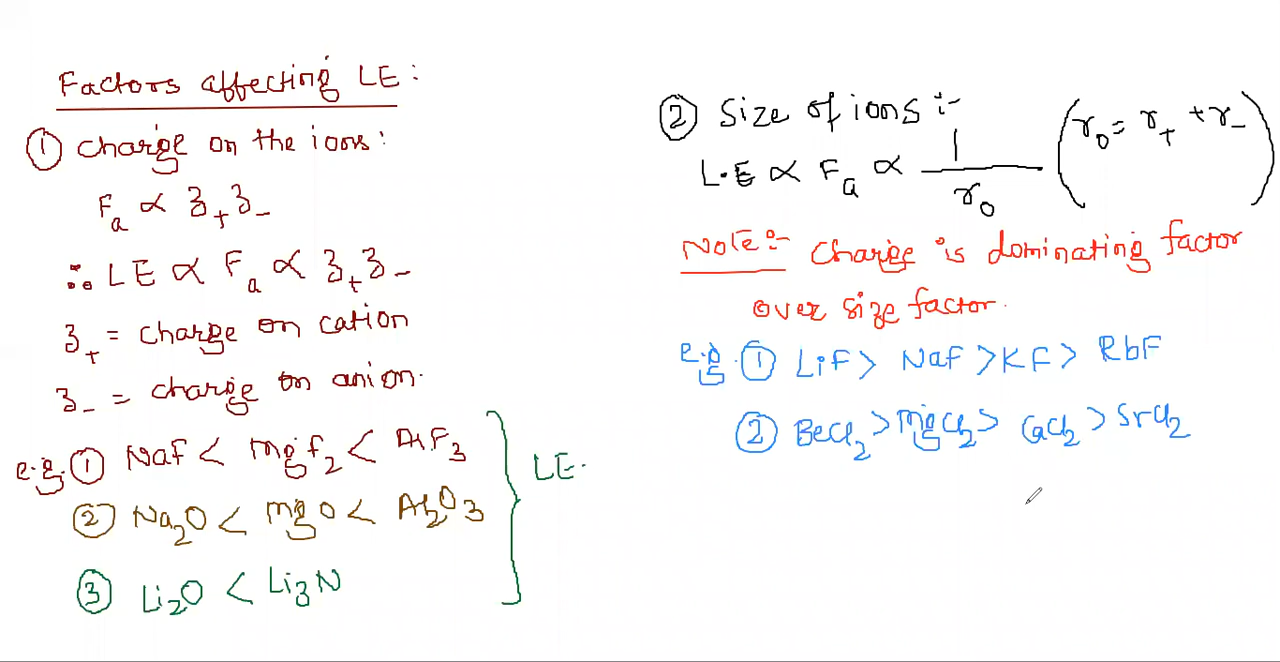 Factors affecting LE:
① charge on the ions:
Fₐ ∝ z₊z₋
∴ LE ∝ Fₐ ∝ z₊z₋
z₊ = charge on cation
z₋ = charge on anion.
e.g. ① NaF < MgF₂ < AlF₃
② Na₂O < MgO < Al₂O₃
③ Li₂O < Li₃N
LE.
② Size of ions :-
L.E ∝ Fₐ ∝ 1/r₀ (r₀ = r₊ + r₋)
Note:- Charge is dominating factor
over size factor.
e.g. ① LiF > NaF > KF > RbF
② BeCl₂ > MgCl₂ > CaCl₂ > SrCl₂